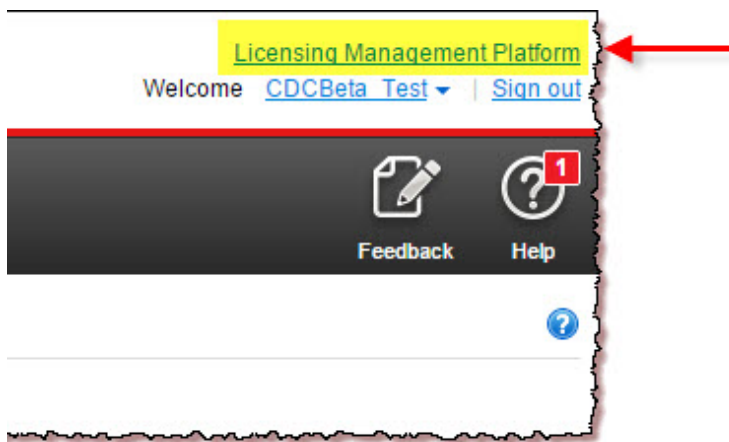 Licensing Management Platform
Welcome CDCBeta_Test | Sign out
1
Feedback Help